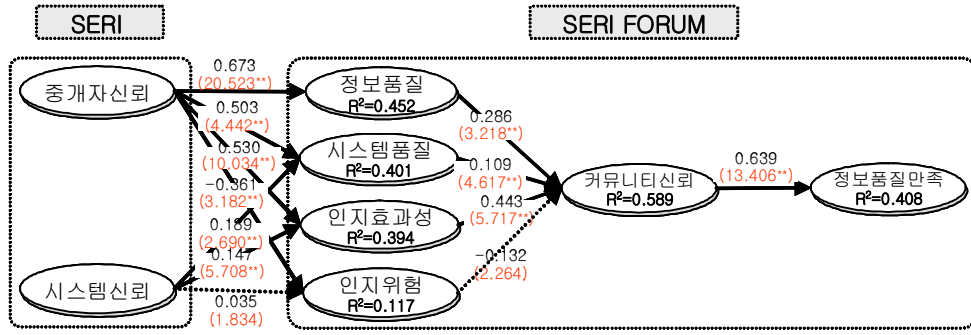 SERI
SERI FORUM
중개자신뢰
시스템신뢰
0.673
(20.523**)
0.503
(4.442**)
0.530
(10.034**)
-0.361
(3.182**)
0.189
(2.690**)
0.147
(5.708**)
0.035
(1.834)
정보품질
R²=0.452
시스템품질
R²=0.401
인지효과성
R²=0.394
인지위험
R²=0.117
0.286
(3.218**)
0.109
(4.617**)
0.443
(5.717**)
-0.132
(2.264)
커뮤니티신뢰
R²=0.589
0.639
(13.406**)
정보품질만족
R²=0.408